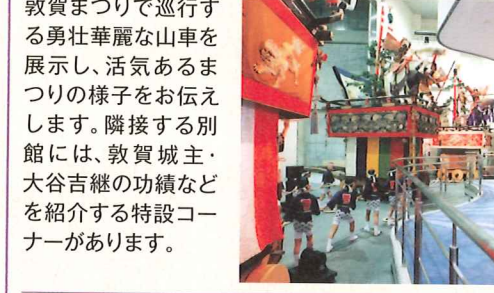 敦賀まつりで巡行す
る勇壮華麗な山車を
展示し、活気あるま
つりの様子をお伝え
します。隣接する別
館には、敦賀城主・
大谷吉継の功績など
を紹介する特設コー
ナーがあります。